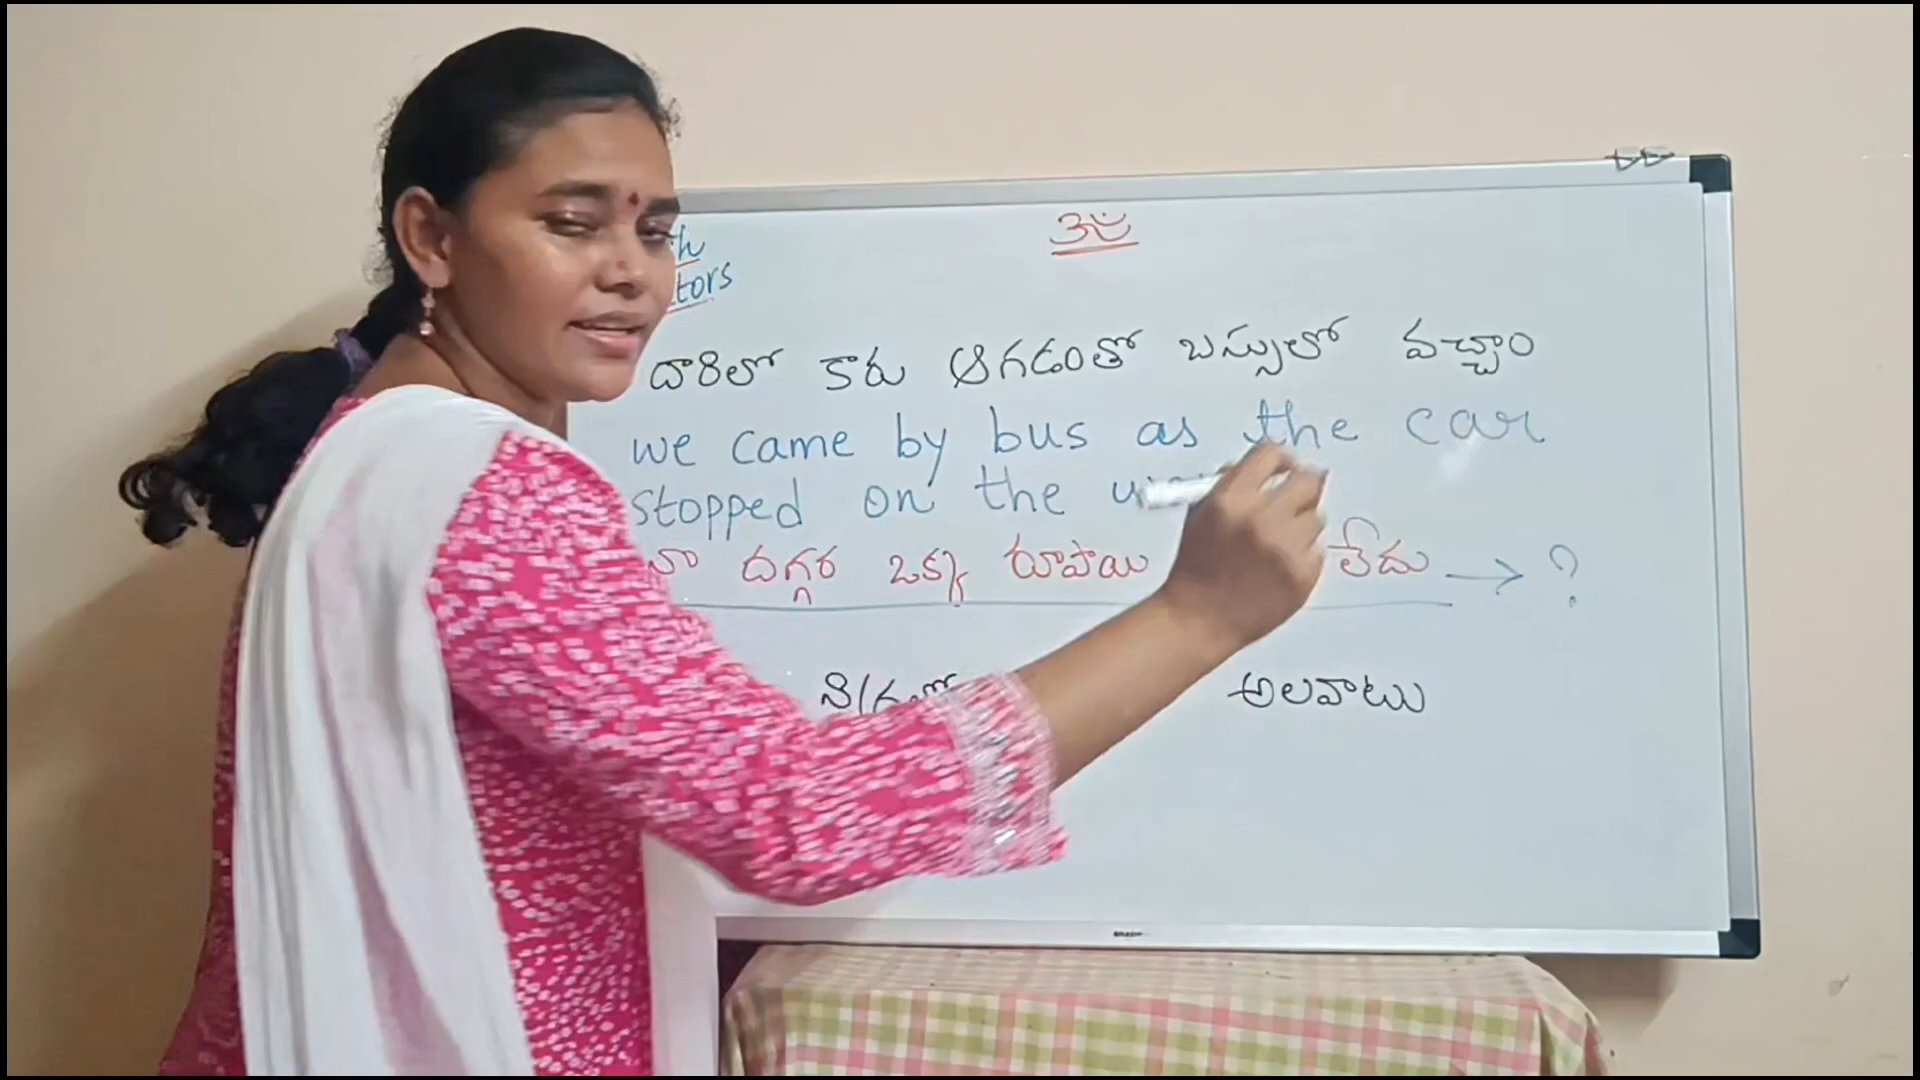 ఓం
దారిలో కారు ఆగడంతో బస్సులో వచ్చాం
we came by bus as the car
stopped on the
నా దగ్గర ఒక్క రూపాయి లేదు → ?
అలవాటు